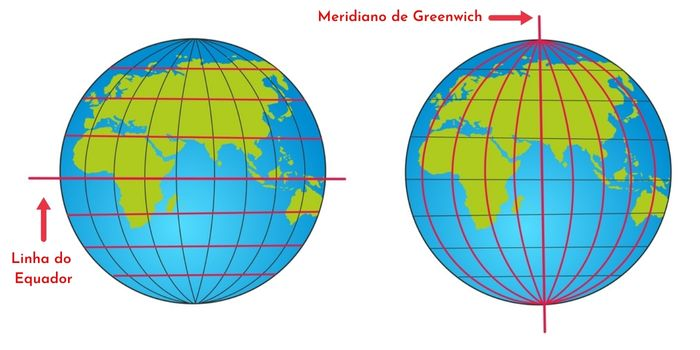 Meridiano de Greenwich
Linha do
Equador